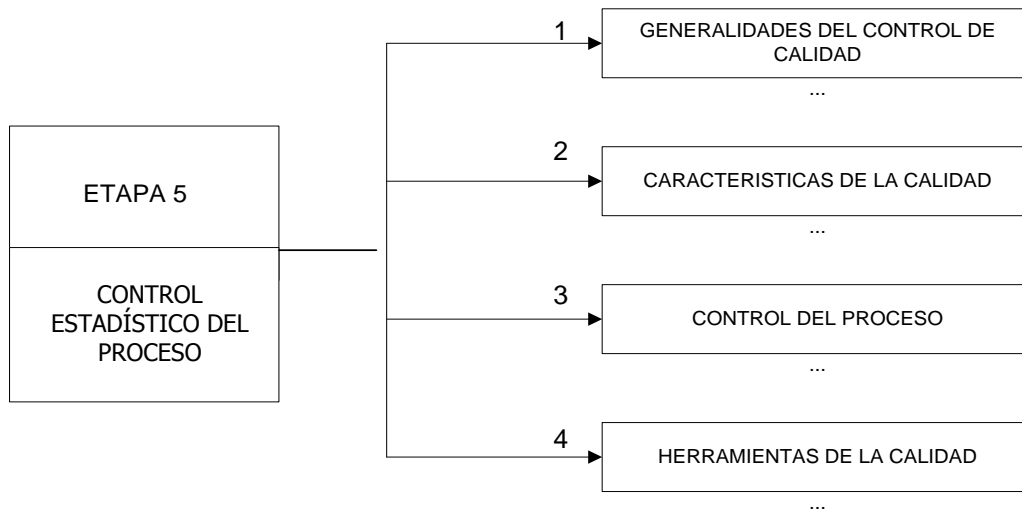 ETAPA 5
CONTROL
ESTADÍSTICO DEL
PROCESO
1
GENERALIDADES DEL CONTROL DE
CALIDAD
...
2
CARACTERISTICAS DE LA CALIDAD
...
3
CONTROL DEL PROCESO
...
4
HERRAMIENTAS DE LA CALIDAD
...